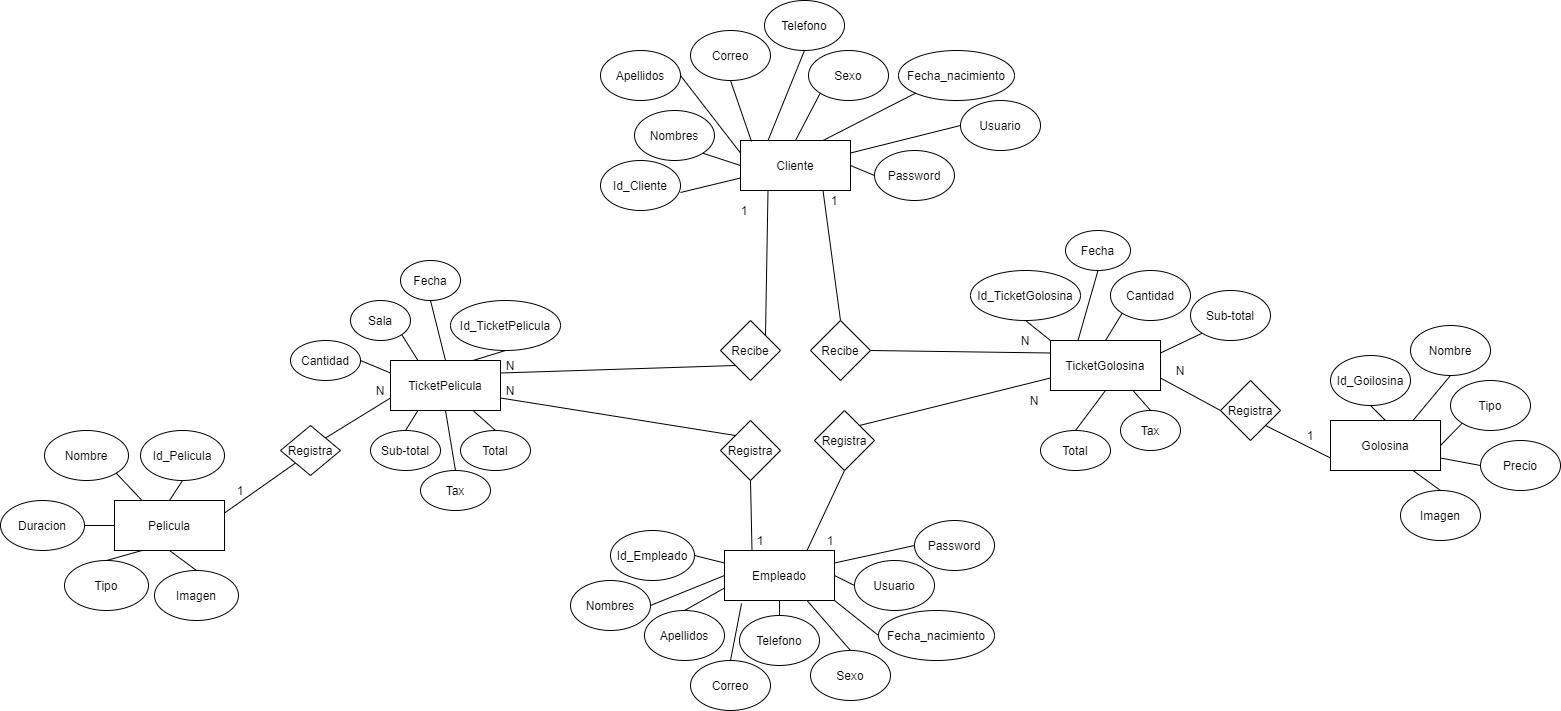 Telefono
Correo
Apellidos
Sexo
Fecha_nacimiento
Usuario
Nombres
Cliente
Password
Id_Cliente
1
1
Fecha
Id_TicketGolosina
Cantidad
Sub-total
Fecha
Sala
Id_TicketPelicula
Cantidad
Recibe
Recibe
N
N
TicketPelicula
N
N
TicketGolosina
N
N
Nombre
Id_Goilosina
Tipo
Registra
1
Golosina
Precio
Imagen
Total
Tax
Registra
Registra
Registra
Sub-total
Total
Tax
Nombre
Id_Pelicula
1
Duracion
Pelicula
Tipo
Imagen
1
1
Id_Empleado
Empleado
Password
Usuario
Nombres
Apellidos
Telefono
Fecha_nacimiento
Correo
Sexo